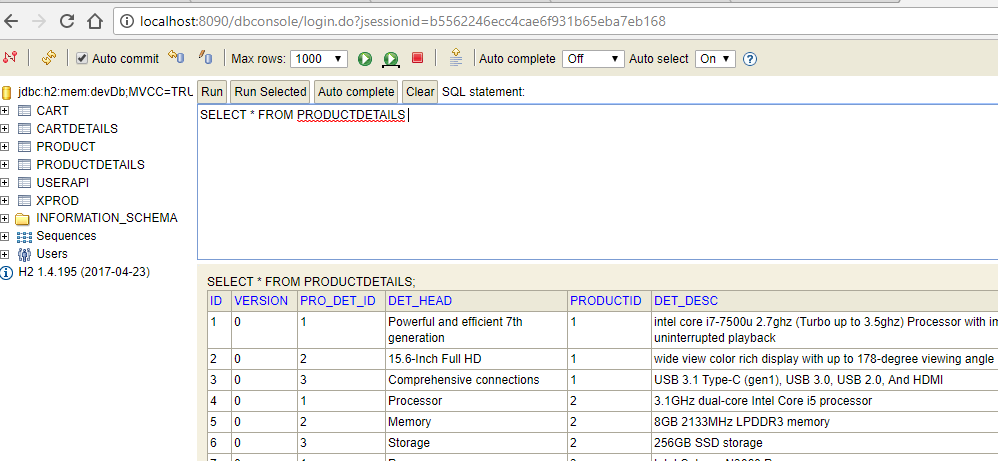 localhost:8090/dbconsole/login.do?jsessionid=b5562246ecc4cae6f931b65eba7eb168
Auto commit Max rows: 1000 Auto complete Off Auto select On ?
jdbc:h2:mem:devDb;MVCC=TRU
CART
CARTDETAILS
PRODUCT
PRODUCTDETAILS
USERAPI
XPROD
INFORMATION_SCHEMA
Sequences
Users
H2 1.4.195 (2017-04-23)
Run Run Selected Auto complete Clear SQL statement:
SELECT * FROM PRODUCTDETAILS
SELECT * FROM PRODUCTDETAILS;
ID VERSION PRO_DET_ID DET_HEAD PRODUCTID DET_DESC
1 0 1 Powerful and efficient 7th generation 1 intel core i7-7500u 2.7ghz (Turbo up to 3.5ghz) Processor with uninterrupted playback
2 0 2 15.6-Inch Full HD 1 wide view color rich display with up to 178-degree viewing angle
3 0 3 Comprehensive connections 1 USB 3.1 Type-C (gen1), USB 3.0, USB 2.0, And HDMI
4 0 1 Processor 2 3.1GHz dual-core Intel Core i5 processor
5 0 2 Memory 2 8GB 2133MHz LPDDR3 memory
6 0 3 Storage 2 256GB SSD storage